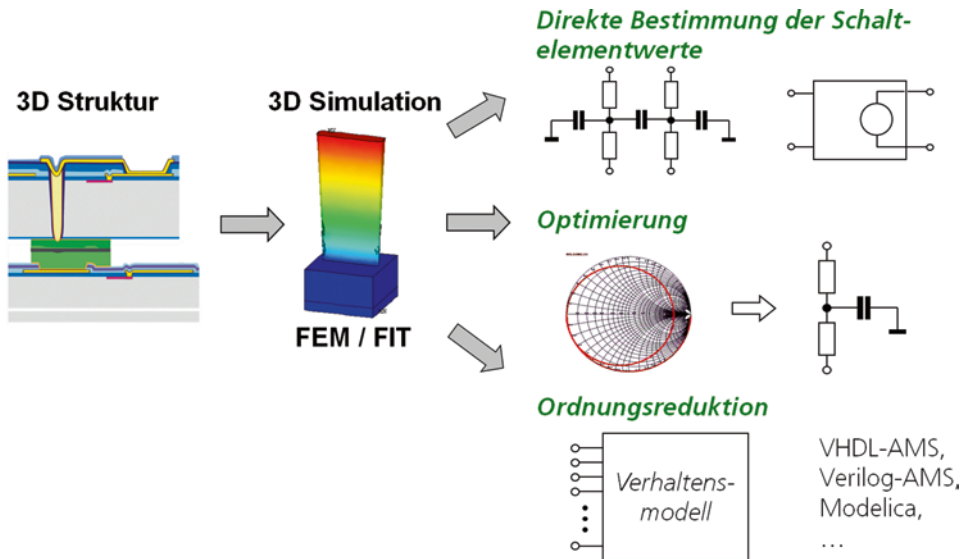 Direkte Bestimmung der Schalt-
elementwerte
3D Struktur
3D Simulation
FEM / FIT
Optimierung
Ordnungsreduktion
Verhaltens-
modell
VHDL-AMS,
Verilog-AMS,
Modelica,
...